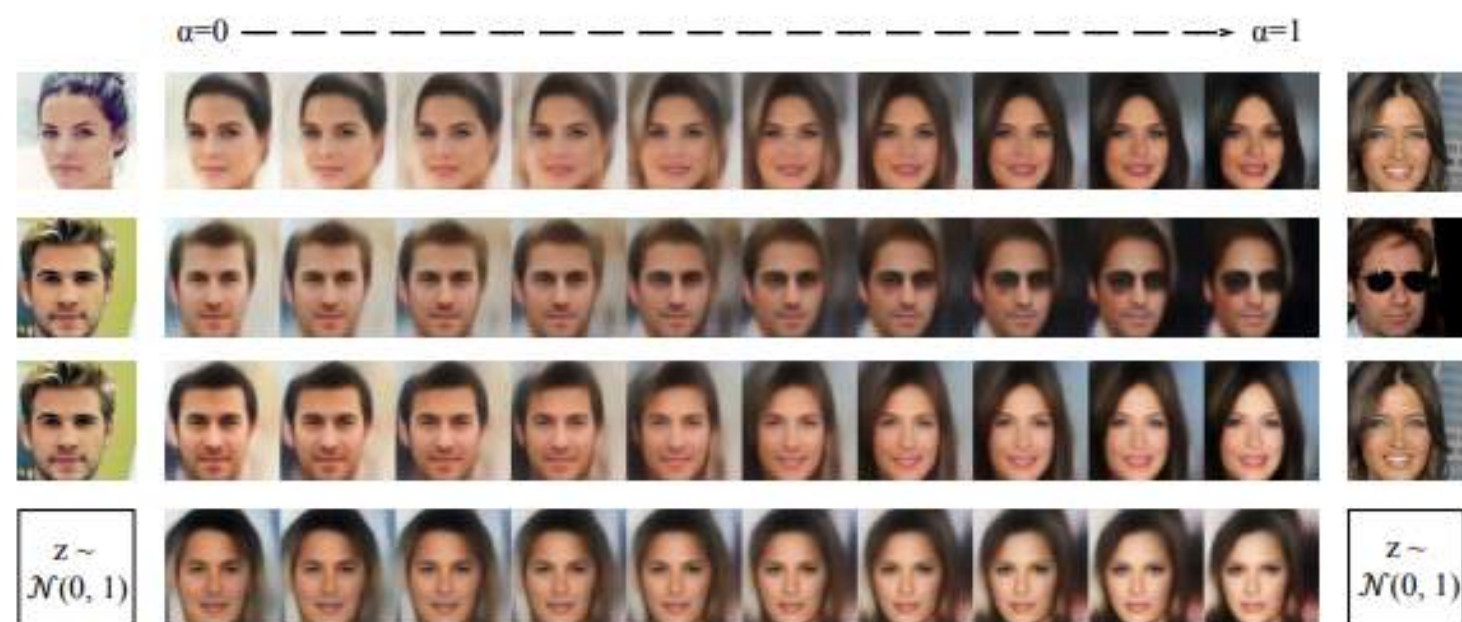 α=0 α=1
z ~
𝒩(0, 1)
z ~
𝒩(0, 1)